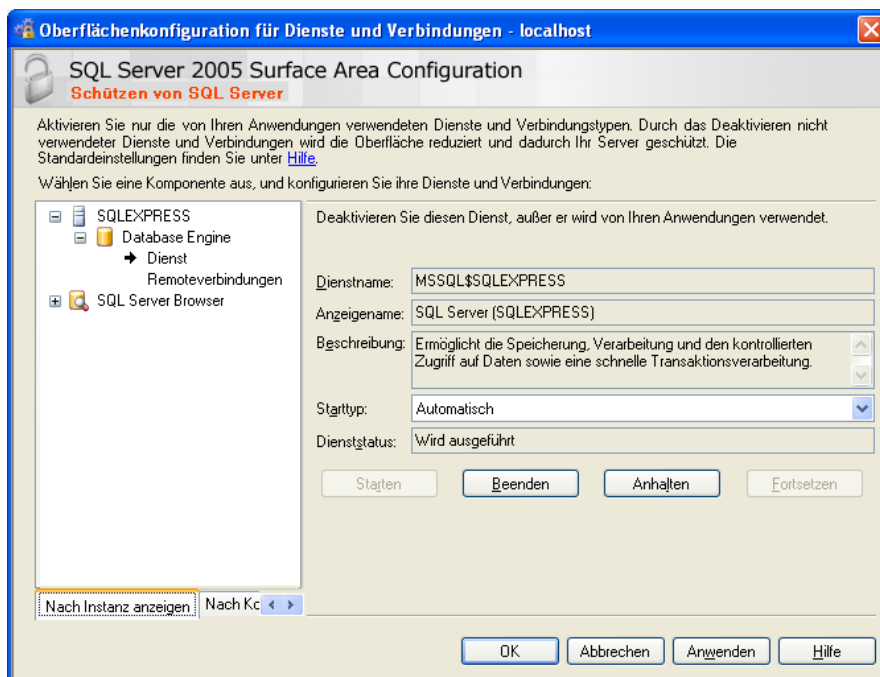 Oberflächenkonfiguration für Dienste und Verbindungen - localhost
SQL Server 2005 Surface Area Configuration
Schützen von SQL Server
Aktivieren Sie nur die von Ihren Anwendungen verwendeten Dienste und Verbindungstypen. Durch das Deaktivieren nicht
verwendeter Dienste und Verbindungen wird die Oberfläche reduziert und dadurch Ihr Server geschützt. Die
Standardeinstellungen finden Sie unter Hilfe.
Wählen Sie eine Komponente aus, und konfigurieren Sie ihre Dienste und Verbindungen:
SQLEXPRESS
Database Engine
Dienst
Remoteverbindungen
SQL Server Browser
Deaktivieren Sie diesen Dienst, außer er wird von Ihren Anwendungen verwendet.
Dienstname: MSSQL$SQLEXPRESS
Anzeigename: SQL Server (SQLEXPRESS)
Beschreibung: Ermöglicht die Speicherung, Verarbeitung und den kontrollierten
Zugriff auf Daten sowie eine schnelle Transaktionsverarbeitung.
Starttyp: Automatisch
Dienststatus: Wird ausgeführt
Starten Beenden Anhalten Fortsetzen
Nach Instanz anzeigen Nach Kc
OK Abbrechen Anwenden Hilfe